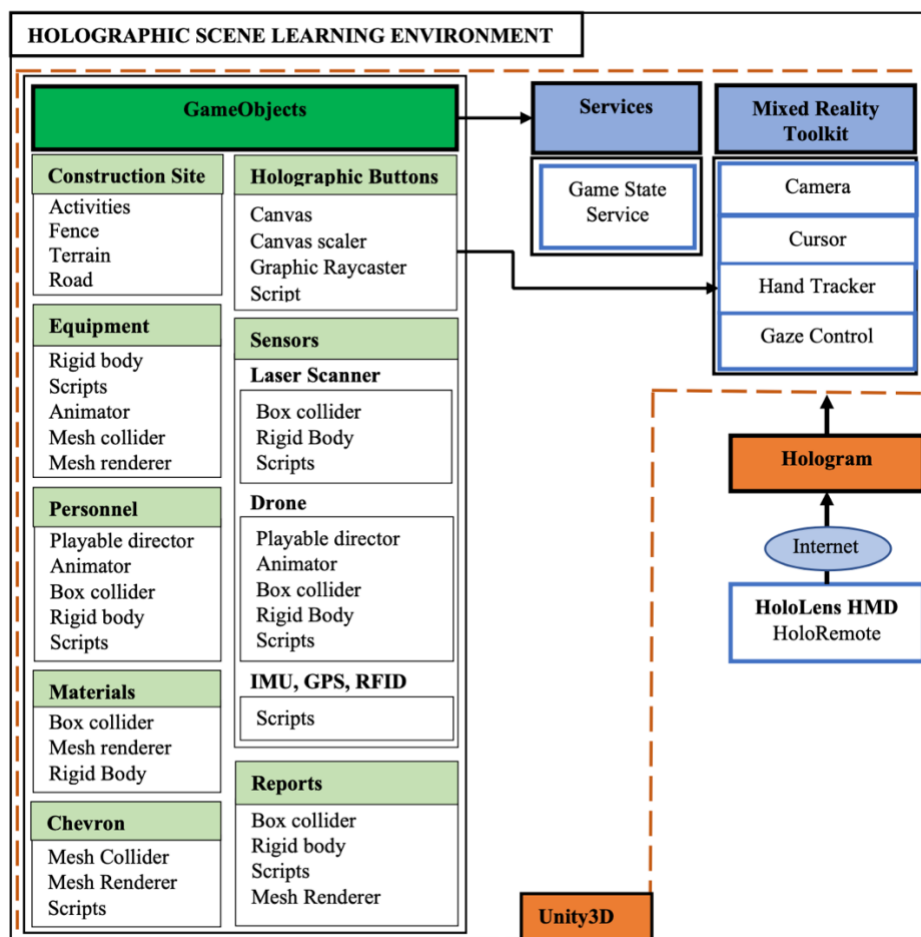 HOLOGRAPHIC SCENE LEARNING ENVIRONMENT
GameObjects
Construction Site
Activities
Fence
Terrain
Road
Equipment
Rigid body
Scripts
Animator
Mesh collider
Mesh renderer
Personnel
Playable director
Animator
Box collider
Rigid body
Scripts
Materials
Box collider
Mesh renderer
Rigid Body
Chevron
Mesh Collider
Mesh Renderer
Scripts
Holographic Buttons
Canvas
Canvas scaler
Graphic Raycaster
Script
Sensors
Laser Scanner
Box collider
Rigid Body
Scripts
Drone
Playable director
Animator
Box collider
Rigid Body
Scripts
IMU, GPS, RFID
Scripts
Reports
Box collider
Rigid body
Scripts
Mesh Renderer
Services
Game State
Service
Mixed Reality
Toolkit
Camera
Cursor
Hand Tracker
Gaze Control
Hologram
Internet
HoloLens HMD
HoloRemote
Unity3D